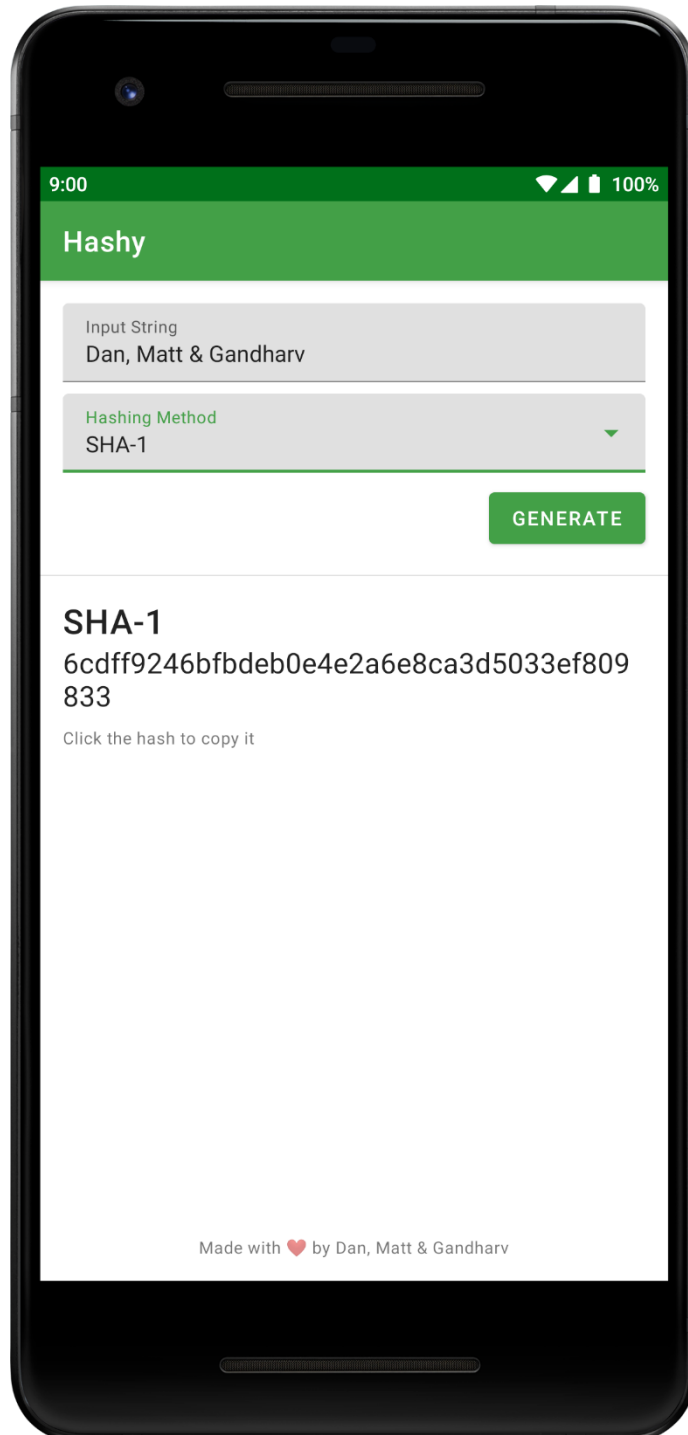 9:00 100%
Hashy
Input String
Dan, Matt & Gandharv
Hashing Method
SHA-1
GENERATE
SHA-1
6cdff9246bfbdeb0e4e2a6e8ca3d5033ef809
833
Click the hash to copy it
Made with ❤️ by Dan, Matt & Gandharv